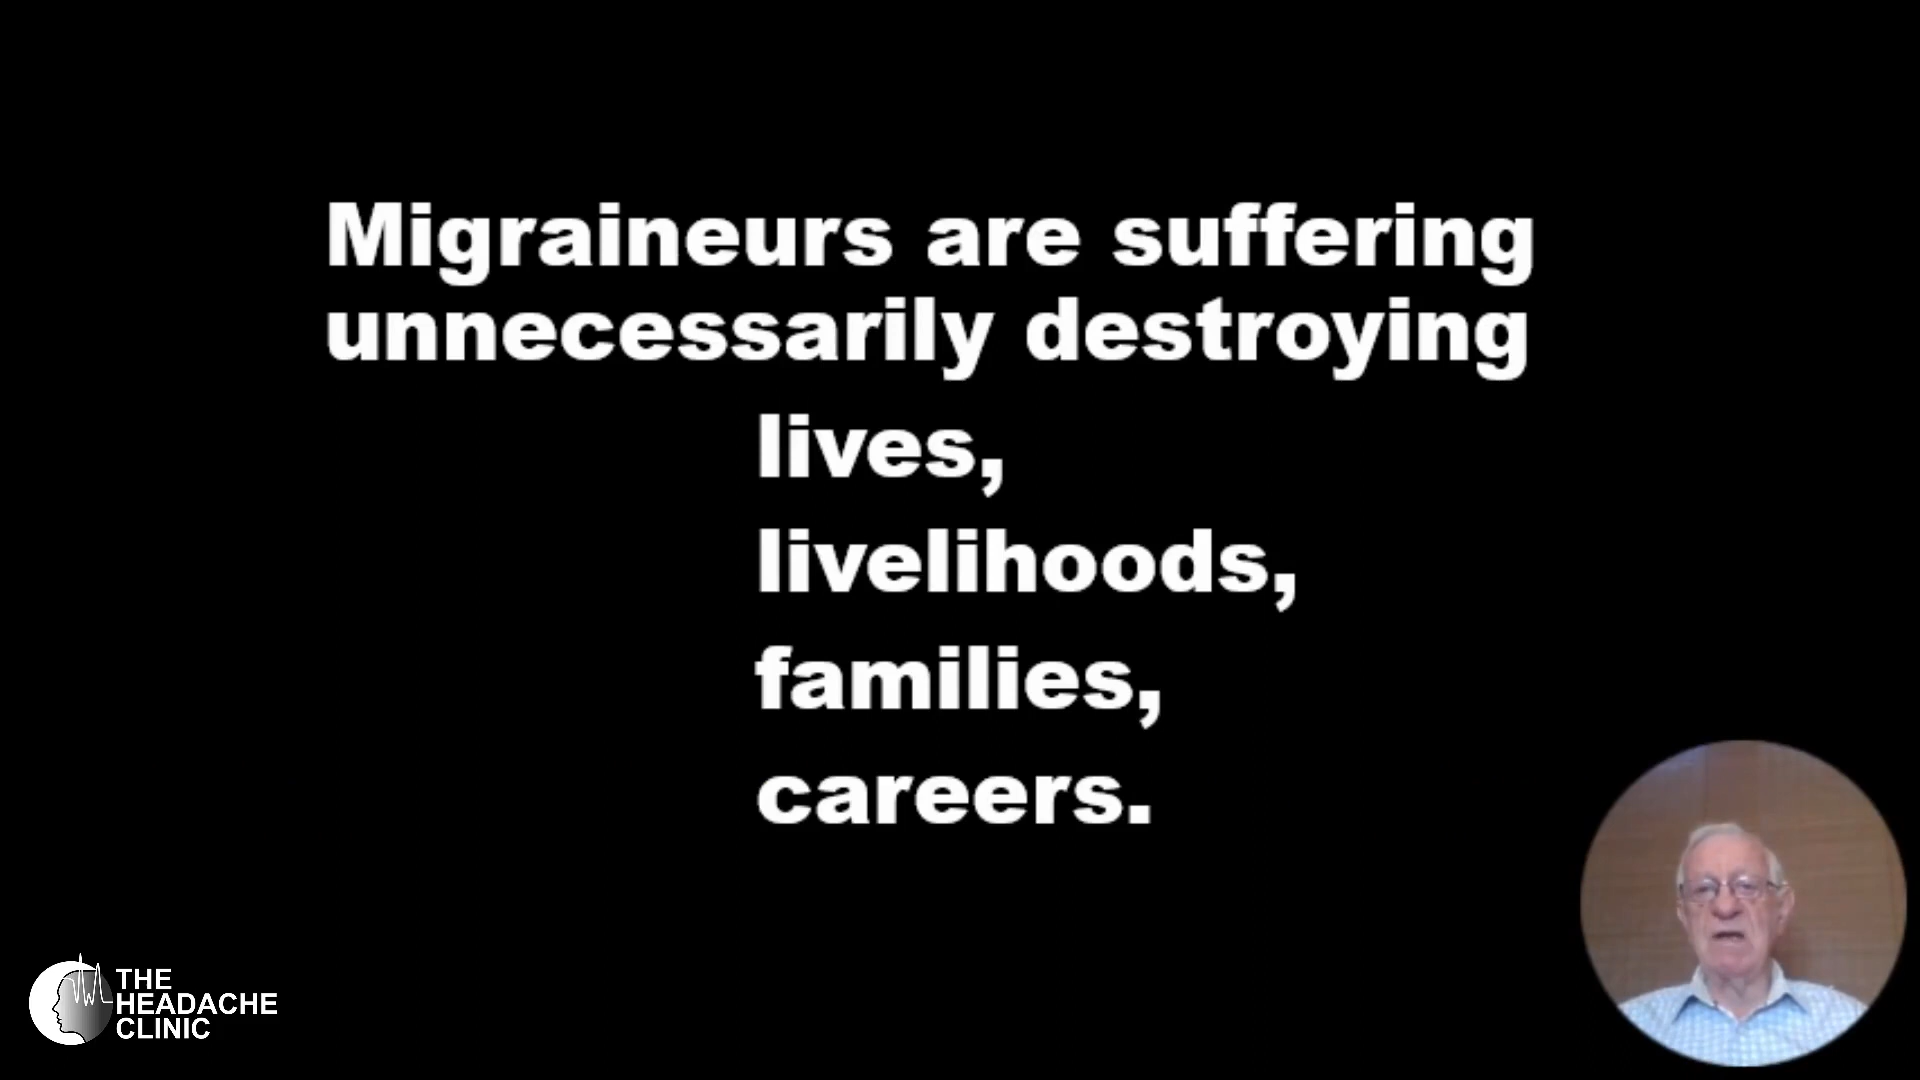 Migraineurs are suffering
unnecessarily destroying
lives,
livelihoods,
families,
careers.
THE
HEADACHE
CLINIC